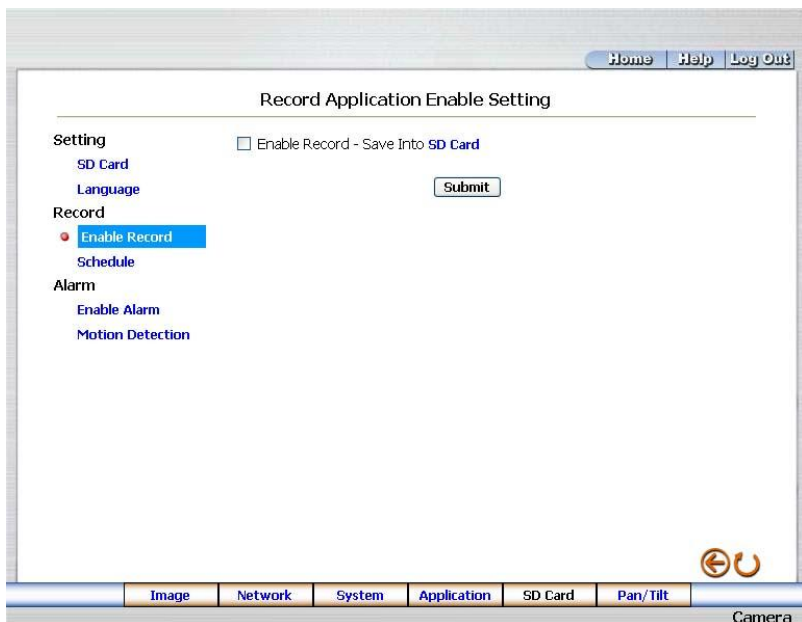 Home Help Log Out
Record Application Enable Setting
Setting
SD Card
Language
Record
Enable Record
Schedule
Alarm
Enable Alarm
Motion Detection
Enable Record - Save Into SD Card
Submit
Image Network System Application SD Card Pan/Tilt
Camera